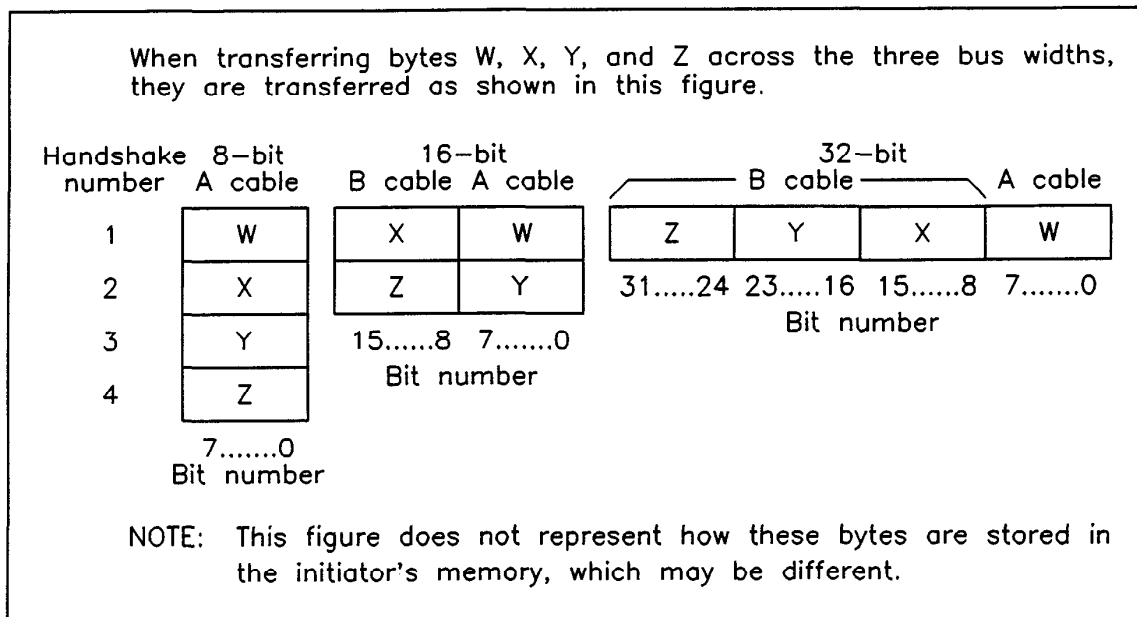 When transferring bytes W, X, Y, and Z across the three bus widths,
they are transferred as shown in this figure.
Handshake 8-bit 16-bit 32-bit
number A cable B cable A cable B cable A cable
1 W X W Z Y X W
2 X Z Y 31.....24 23.....16 15......8 7.......0
Bit number
3 Y 15......8 7.......0
Bit number
4 Z
7.......0
Bit number
NOTE: This figure does not represent how these bytes are stored in
the initiator's memory, which may be different.